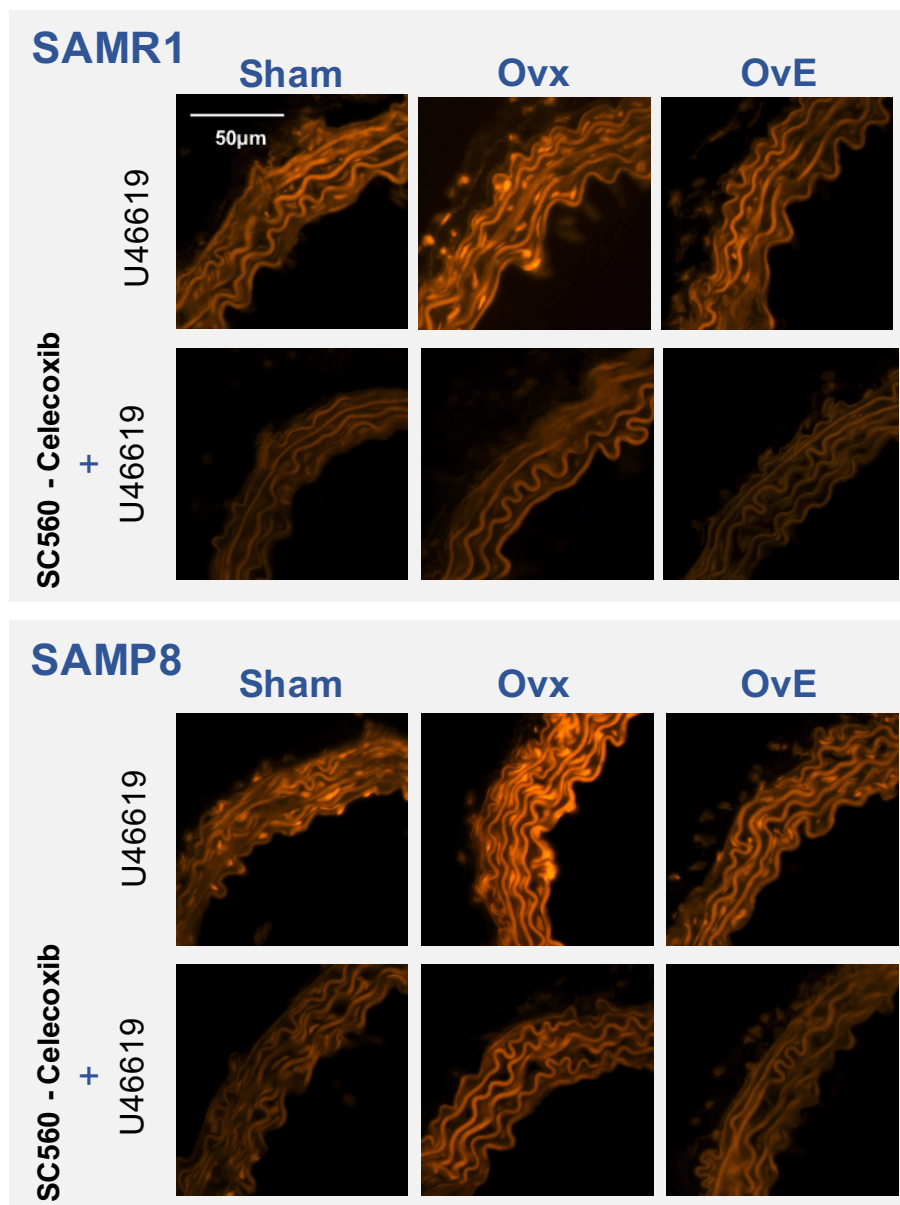 SAMR1
Sham Ovx OvE
50µm
U46619
SC560 - Celecoxib
+
U46619
SAMP8
Sham Ovx OvE
U46619
SC560 - Celecoxib
+
U46619